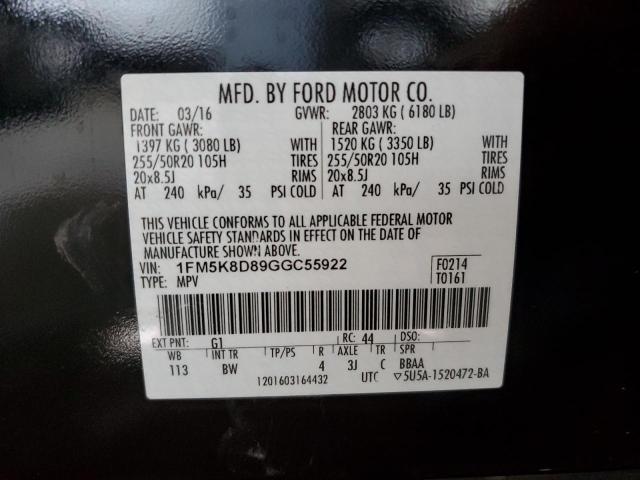 MFD. BY FORD MOTOR CO.
DATE: 03/16 GVWR: 2803 KG ( 6180 LB)
FRONT GAWR: REAR GAWR:
1397 KG ( 3080 LB) WITH 1520 KG ( 3350 LB) WITH
255/50R20 105H TIRES 255/50R20 105H TIRES
20x8.5J RIMS 20x8.5J RIMS
AT 240 kPa/ 35 PSI COLD AT 240 kPa/ 35 PSI COLD
THIS VEHICLE CONFORMS TO ALL APPLICABLE FEDERAL MOTOR
VEHICLE SAFETY STANDARDS IN EFFECT ON THE DATE OF
MANUFACTURE SHOWN ABOVE.
VIN: 1FM5K8D89GGC55922 F0214
TYPE: MPV T0161
EXT PNT: G1 RC: 44 DSO:
WB INT TR TP/PS R AXLE TR SPR
113 BW 4 3J C BBAA
1201603164432 UTC ▽5U5A-1520472-BA